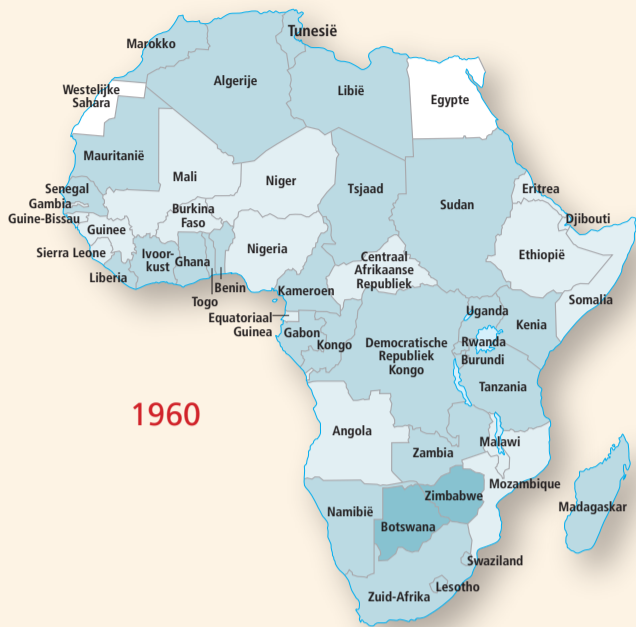 Tunesië
Marokko
Algerije
Libië
Egypte
Westelijke
Sahara
Mauritanië
Mali
Niger
Tsjaad
Sudan
Eritrea
Senegal
Gambia
Guine-Bissau
Burkina
Faso
Djibouti
Guinee
Nigeria
Ethiopië
Sierra Leone
Ivoor-
kust
Ghana
Centraal
Afrikaanse
Republiek
Liberia
Benin
Togo
Kameroen
Somalia
Equatoriaal
Guinea
Uganda
Kenia
Gabon
Kongo
Democratische
Republiek
Kongo
Rwanda
Burundi
Tanzania
1960
Angola
Malawi
Zambia
Mozambique
Zimbabwe
Namibië
Botswana
Madagaskar
Swaziland
Lesotho
Zuid-Afrika